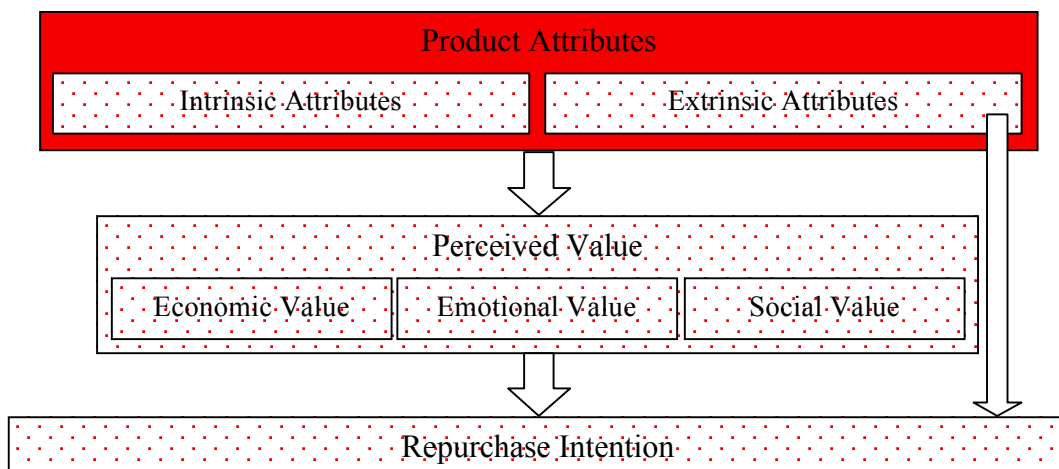 Product Attributes
Intrinsic Attributes
Extrinsic Attributes
Perceived Value
Economic Value
Emotional Value
Social Value
Repurchase Intention